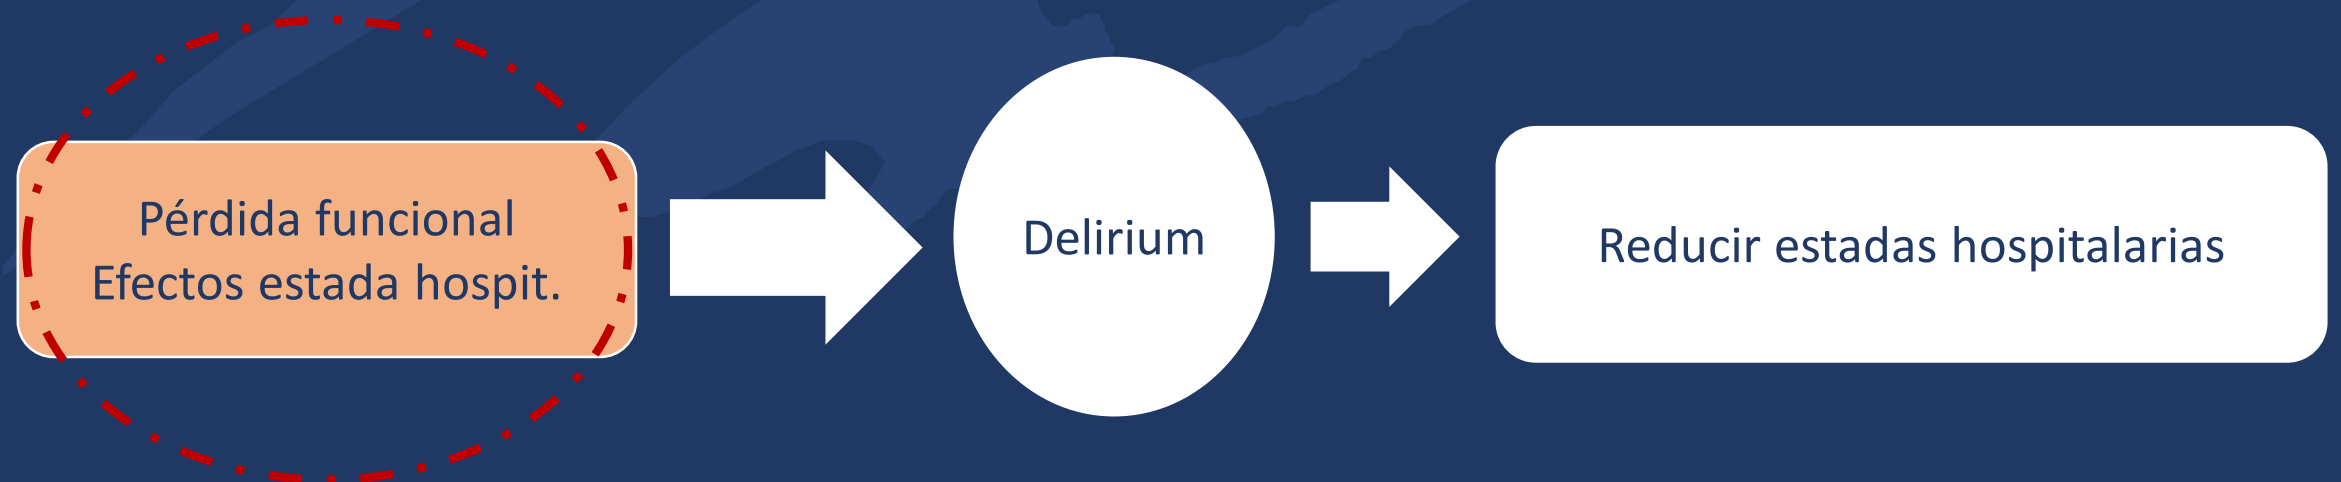 Pérdida funcional
Efectos estada hospit.
Delirium
Reducir estadas hospitalarias